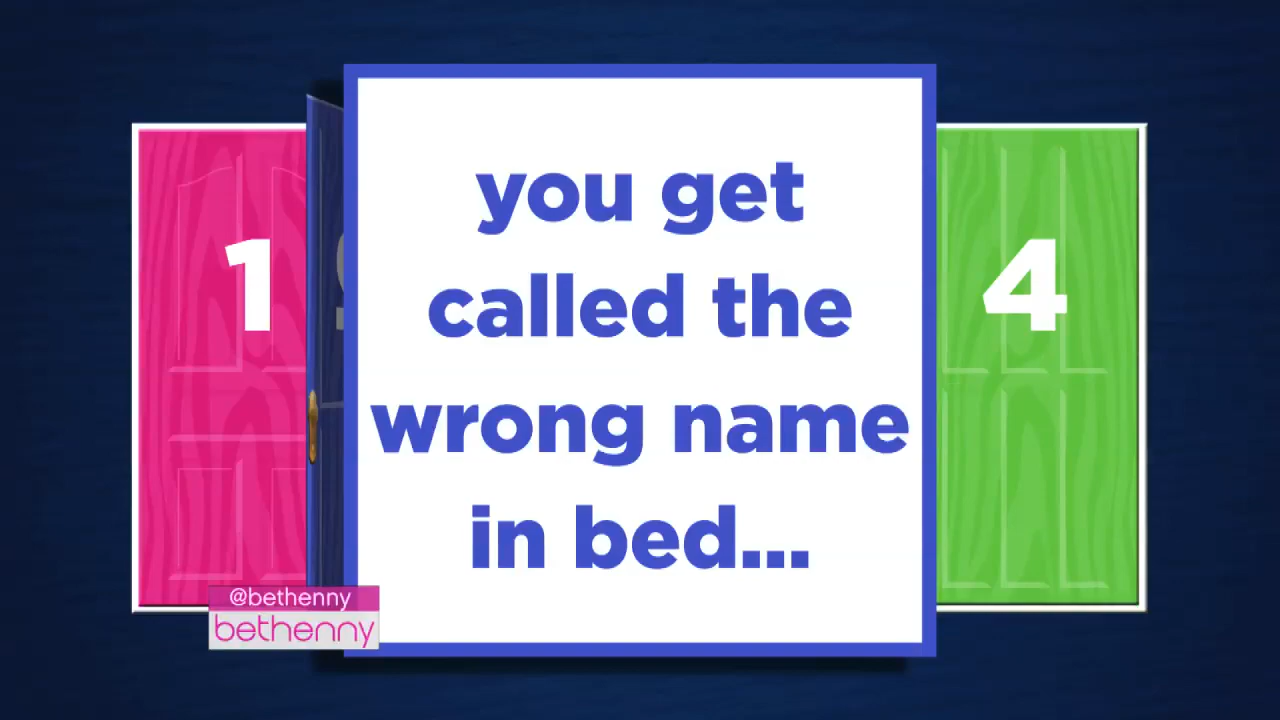 1
you get
called the
wrong name
in bed...
4
@bethenny
bethenny